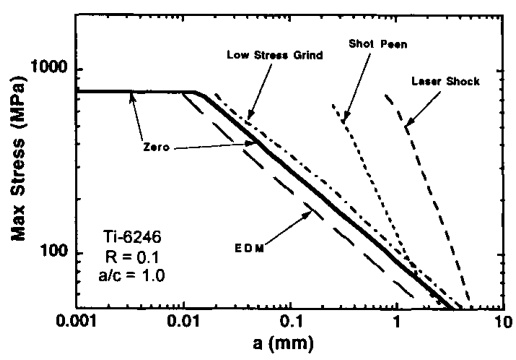 1000
100
Max Stress (MPa)
Low Stress Grind
Shot Peen
Laser Shock
Zero
EDM
Ti-6246
R = 0.1
a/c = 1.0
0.001
0.01
0.1
1
10
a (mm)